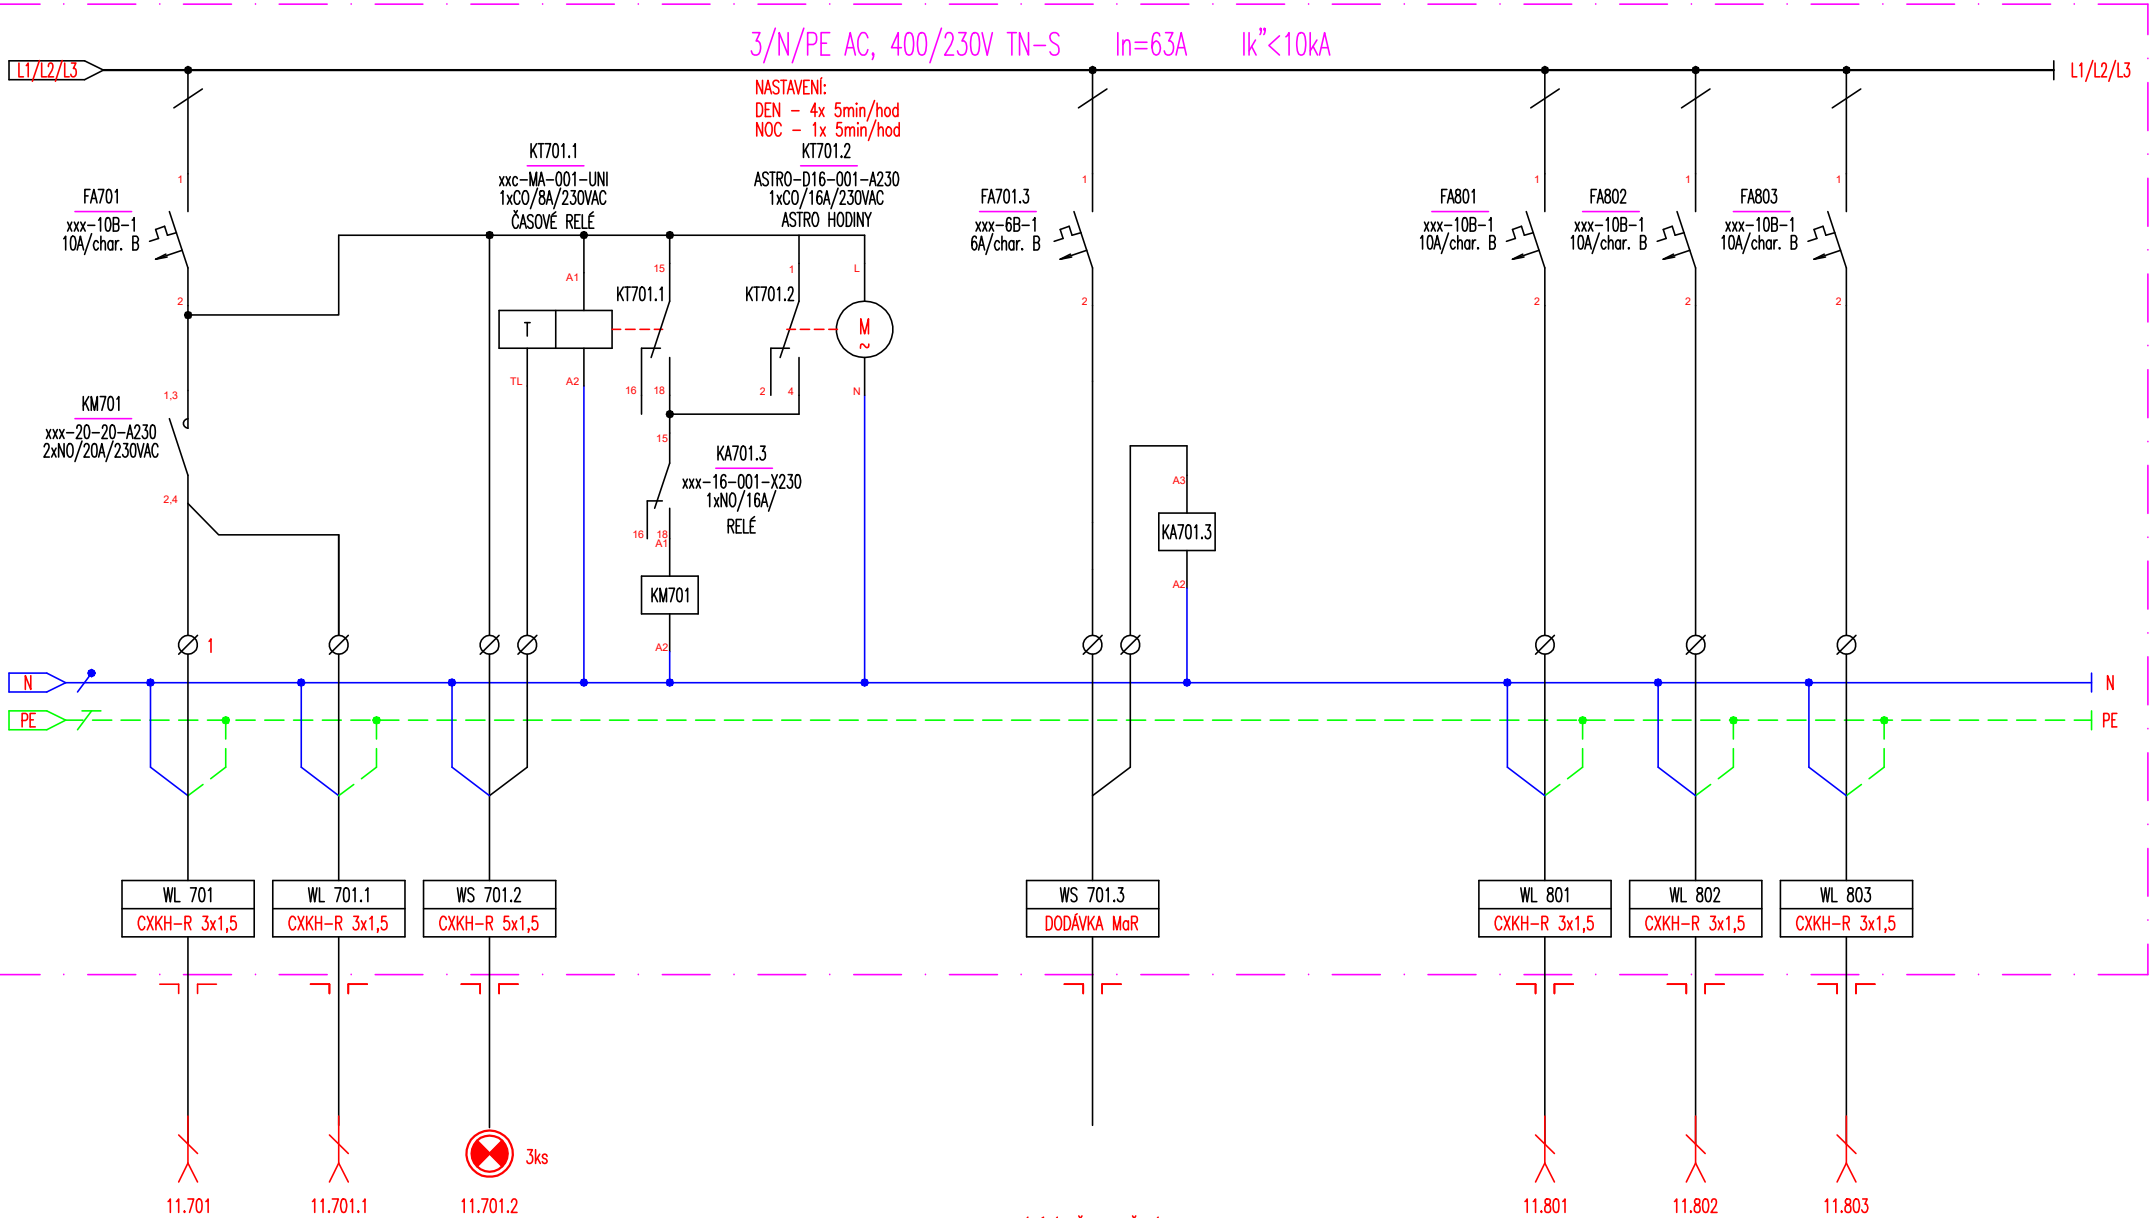 3/N/PE AC, 400/230V TN-S In=63A Ik"<10kA
L1/L2/L3
L1/L2/L3
NASTAVENÍ:
DEN - 4x 5min/hod
NOC - 1x 5min/hod
FA701
xxx-10B-1
10A/char. B
1
2
KT701.1
xxc-MA-001-UNI
1xCO/8A/230VAC
ČASOVÉ RELÉ
KT701.2
ASTRO-D16-001-A230
1xCO/16A/230VAC
ASTRO HODINY
FA701.3
xxx-6B-1
6A/char. B
1
2
FA801
xxx-10B-1
10A/char. B
1
2
FA802
xxx-10B-1
10A/char. B
1
2
FA803
xxx-10B-1
10A/char. B
1
2
A1
T
TL
A2
15
KT701.1
16
18
1
KT701.2
2
4
L
M
~
N
KM701
xxx-20-20-A230
2xNO/20A/230VAC
1,3
2,4
15
KA701.3
xxx-16-001-X230
1xNO/16A/
RELÉ
16
18
A1
KM701
A2
A3
KA701.3
A2
1
N
N
PE
PE
WL 701
CXKH-R 3x1,5
WL 701.1
CXKH-R 3x1,5
WS 701.2
CXKH-R 5x1,5
WS 701.3
DODÁVKA MaR
WL 801
CXKH-R 3x1,5
WL 802
CXKH-R 3x1,5
WL 803
CXKH-R 3x1,5
3ks
11.701
11.701.1
11.701.2
11.801
11.802
11.803